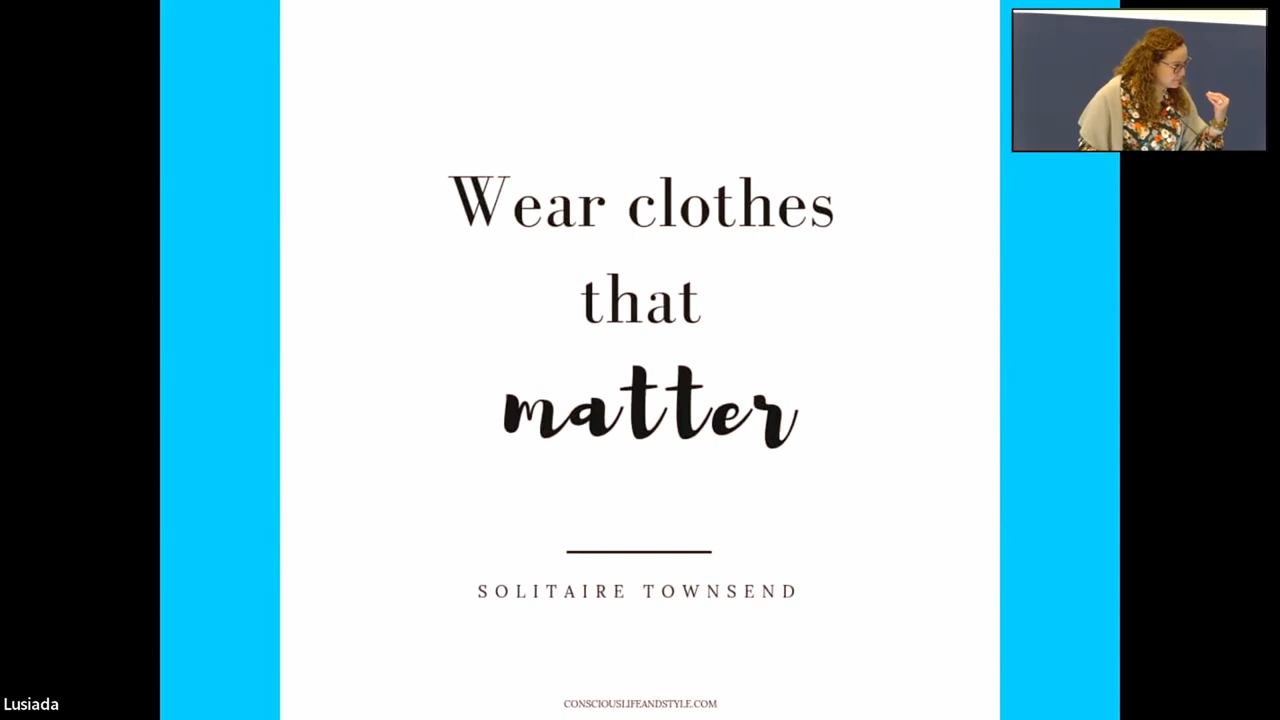 Wear clothes
that
matter
SOLITAIRE TOWNSEND
CONSCIOUSLIFEANDSTYLE.COM
Lusiada